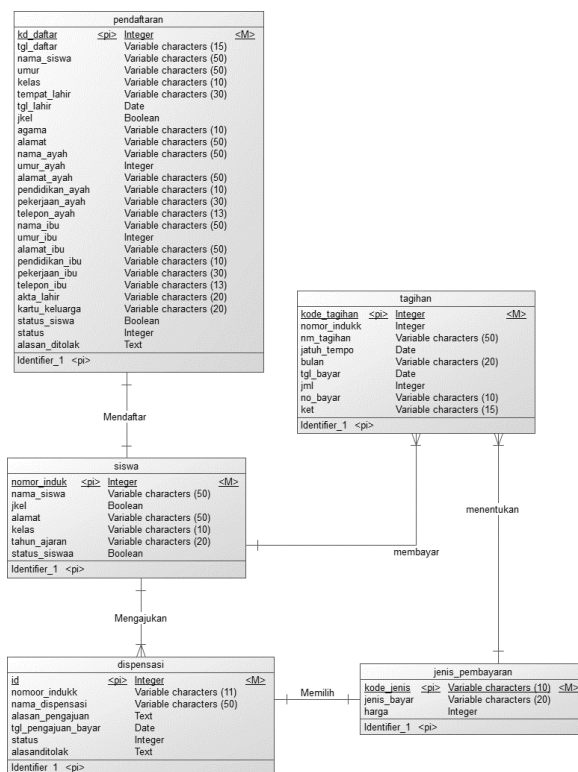 pendaftaran
kd_daftar <pi> Integer <M>
tgl_daftar Variable characters (15)
nama_siswa Variable characters (50)
umur Variable characters (50)
kelas Variable characters (10)
tempat_lahir Variable characters (30)
tgl_lahir Date
jkel Boolean
agama Variable characters (10)
alamat Variable characters (50)
nama_ayah Variable characters (50)
umur_ayah Integer
alamat_ayah Variable characters (50)
pendidikan_ayah Variable characters (10)
pekerjaan_ayah Variable characters (30)
telepon_ayah Variable characters (13)
nama_ibu Variable characters (50)
umur_ibu Integer
alamat_ibu Variable characters (50)
pendidikan_ibu Variable characters (10)
pekerjaan_ibu Variable characters (30)
telepon_ibu Variable characters (13)
akta_lahir Variable characters (20)
kartu_keluarga Variable characters (20)
status_siswa Boolean
status Integer
alasan_ditolak Text
Identifier_1 <pi>
tagihan
kode_tagihan <pi> Integer <M>
nomor_indukk Integer
nm_tagihan Variable characters (50)
jatuh_tempo Date
bulan Variable characters (20)
tgl_bayar Date
jml Integer
no_bayar Variable characters (10)
ket Variable characters (15)
Identifier_1 <pi>
Mendaftar
siswa
nomor_induk <pi> Integer <M>
nama_siswa Variable characters (50)
jkel Boolean
alamat Variable characters (50)
kelas Variable characters (10)
tahun_ajaran Variable characters (20)
status_siswaa Boolean
Identifier_1 <pi>
menentukan
membayar
Mengajukan
dispensasi
id <pi> Integer <M>
nomoor_indukk Variable characters (11)
nama_dispensasi Variable characters (50)
alasan_pengajuan Text
tgl_pengajuan_bayar Date
status Integer
alasanditolak Text
Identifier_1 <pi>
Memilih
jenis_pembayaran
kode_jenis <pi> Variable characters (10) <M>
jenis_bayar Variable characters (20)
harga Integer
Identifier_1 <pi>